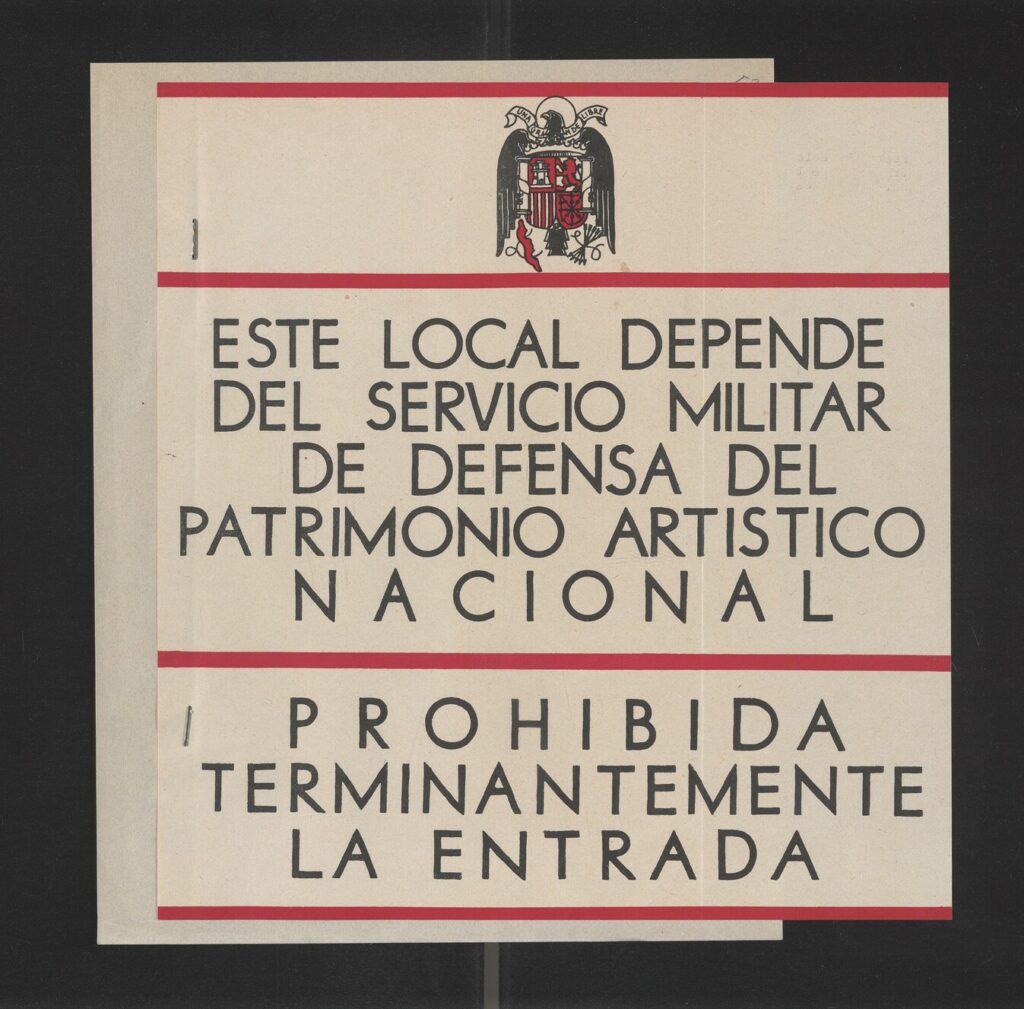 UNA GRANDE LIBRE
ESTE LOCAL DEPENDE
DEL SERVICIO MILITAR
DE DEFENSA DEL
PATRIMONIO ARTISTICO
NACIONAL
PROHIBIDA
TERMINANTEMENTE
LA ENTRADA